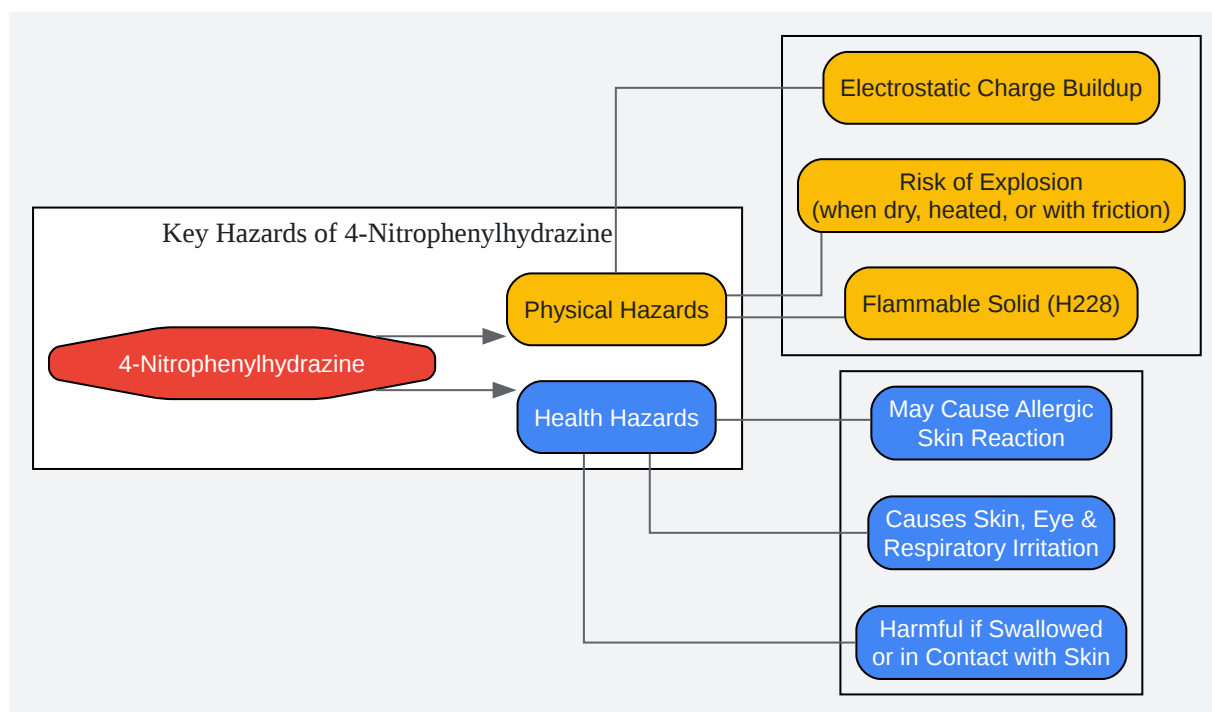 Key Hazards of 4-Nitrophenylhydrazine
4-Nitrophenylhydrazine
Physical Hazards
Health Hazards
Electrostatic Charge Buildup
Risk of Explosion
(when dry, heated, or with friction)
Flammable Solid (H228)
May Cause Allergic
Skin Reaction
Causes Skin, Eye &
Respiratory Irritation
Harmful if Swallowed
or in Contact with Skin